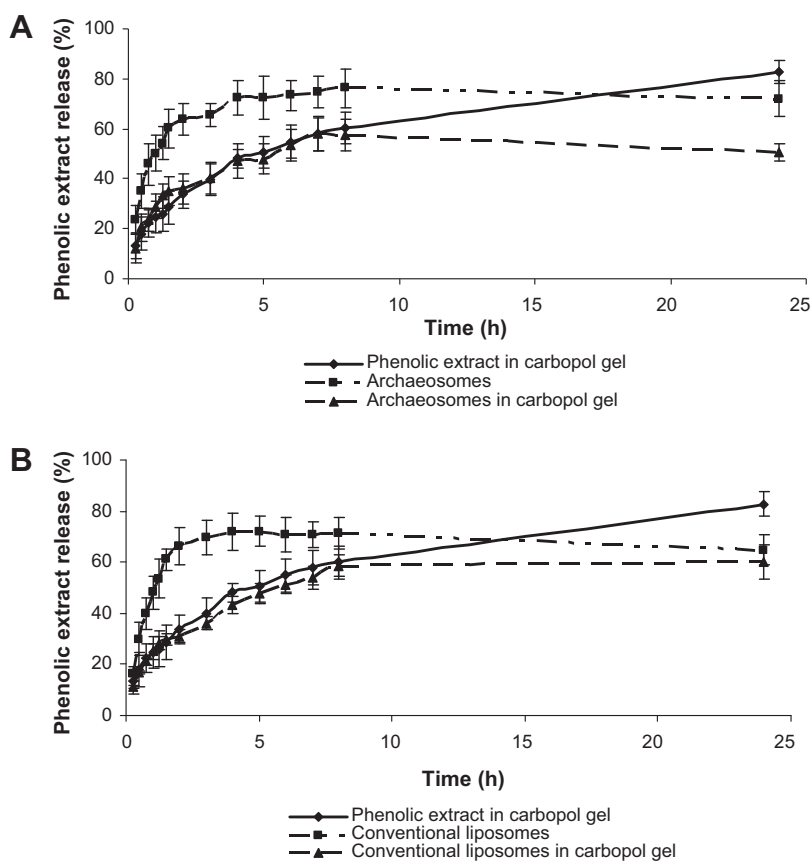 A
Phenolic extract release (%)
100
80
60
40
20
0
0 5 10 15 20 25
Time (h)
Phenolic extract in carbopol gel
Archaeosomes
Archaeosomes in carbopol gel
B
Phenolic extract release (%)
100
80
60
40
20
0
0 5 10 15 20 25
Time (h)
Phenolic extract in carbopol gel
Conventional liposomes
Conventional liposomes in carbopol gel